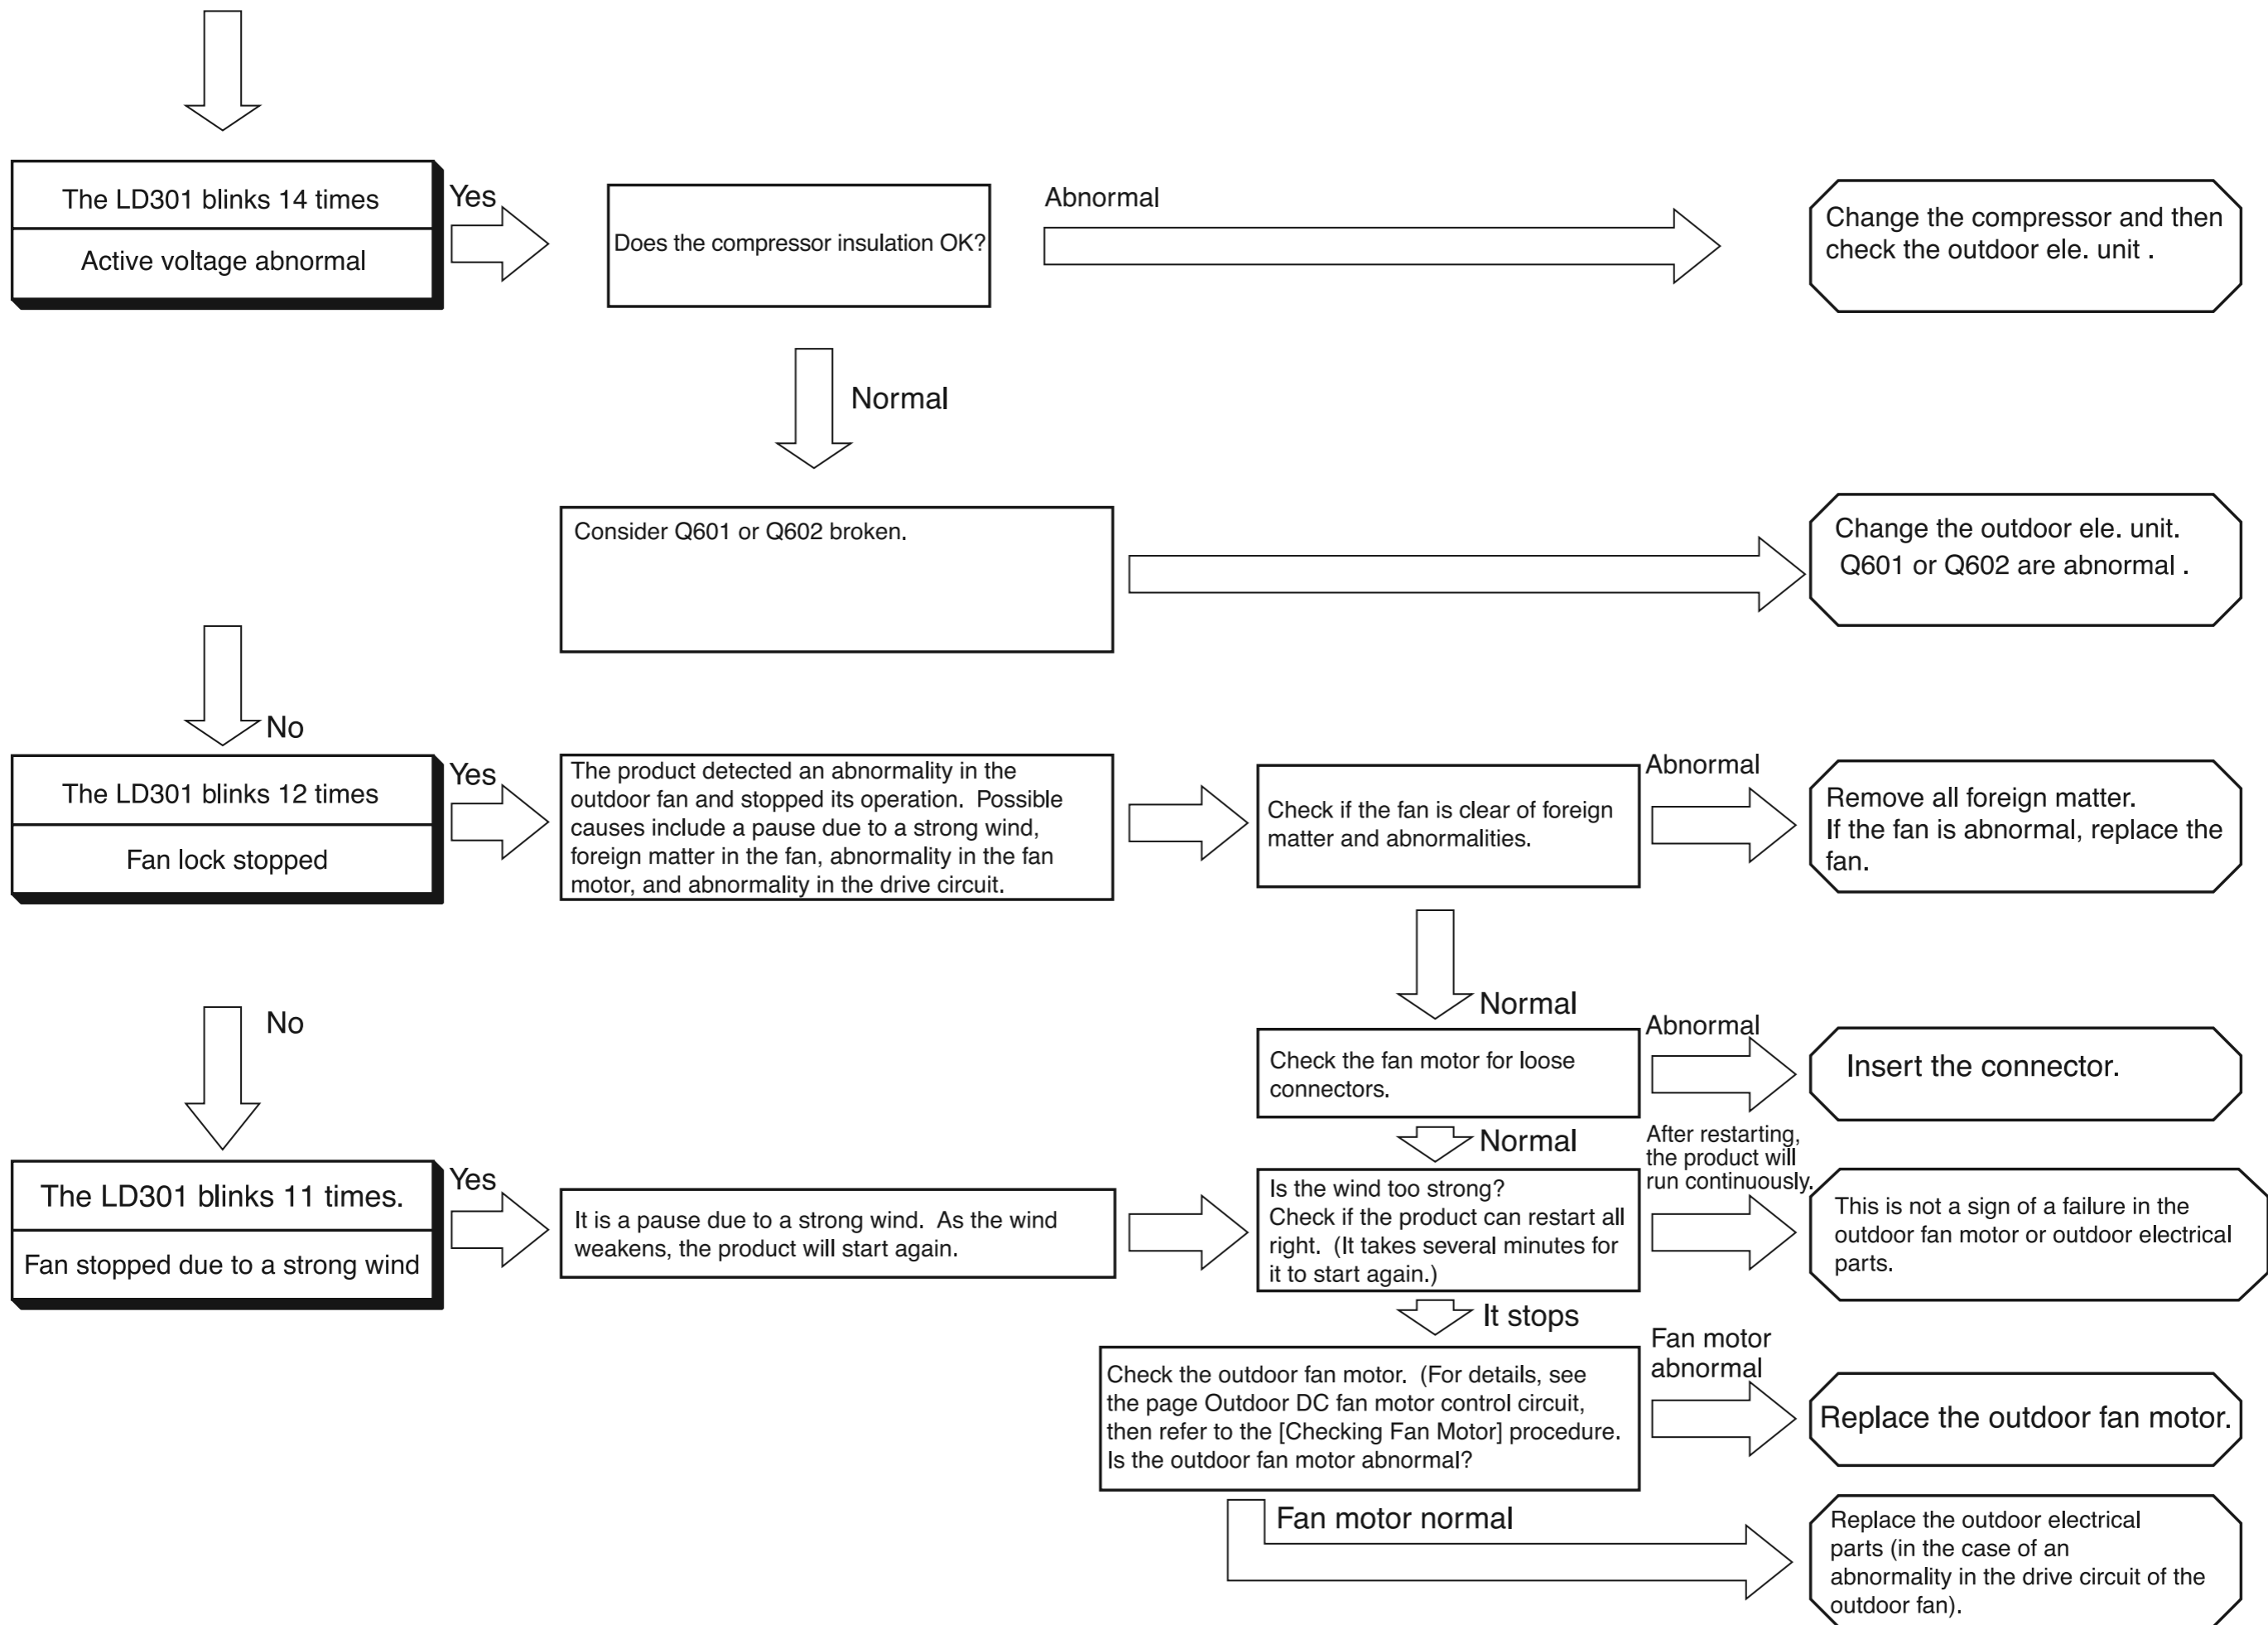 The LD301 blinks 14 times
Active voltage abnormal
Yes
Does the compressor insulation OK?
Abnormal
Change the compressor and then
check the outdoor ele. unit .
Normal
Consider Q601 or Q602 broken.
Change the outdoor ele. unit.
Q601 or Q602 are abnormal .
No
The LD301 blinks 12 times
Fan lock stopped
Yes
The product detected an abnormality in the
outdoor fan and stopped its operation. Possible
causes include a pause due to a strong wind,
foreign matter in the fan, abnormality in the fan
motor, and abnormality in the drive circuit.
Check if the fan is clear of foreign
matter and abnormalities.
Abnormal
Remove all foreign matter.
If the fan is abnormal, replace the
fan.
Normal
No
Check the fan motor for loose
connectors.
Abnormal
Insert the connector.
Normal
The LD301 blinks 11 times.
Fan stopped due to a strong wind
Yes
It is a pause due to a strong wind. As the wind
weakens, the product will start again.
Is the wind too strong?
Check if the product can restart all
right. (It takes several minutes for
it to start again.)
After restarting,
the product will
run continuously.
This is not a sign of a failure in the
outdoor fan motor or outdoor electrical
parts.
It stops
Check the outdoor fan motor. (For details, see
the page Outdoor DC fan motor control circuit,
then refer to the [Checking Fan Motor] procedure.
Is the outdoor fan motor abnormal?
Fan motor
abnormal
Replace the outdoor fan motor.
Fan motor normal
Replace the outdoor electrical
parts (in the case of an
abnormality in the drive circuit of the
outdoor fan).